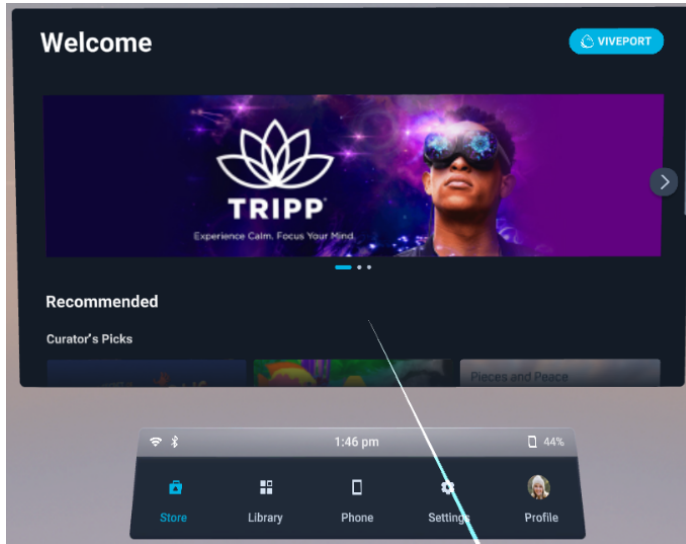 Welcome
VIVEPORT
TRIPP
Experience Calm. Focus Your Mind.
Recommended
Curator's Picks
Pieces and Peace
1:46 pm
44%
Store
Library
Phone
Settings
Profile